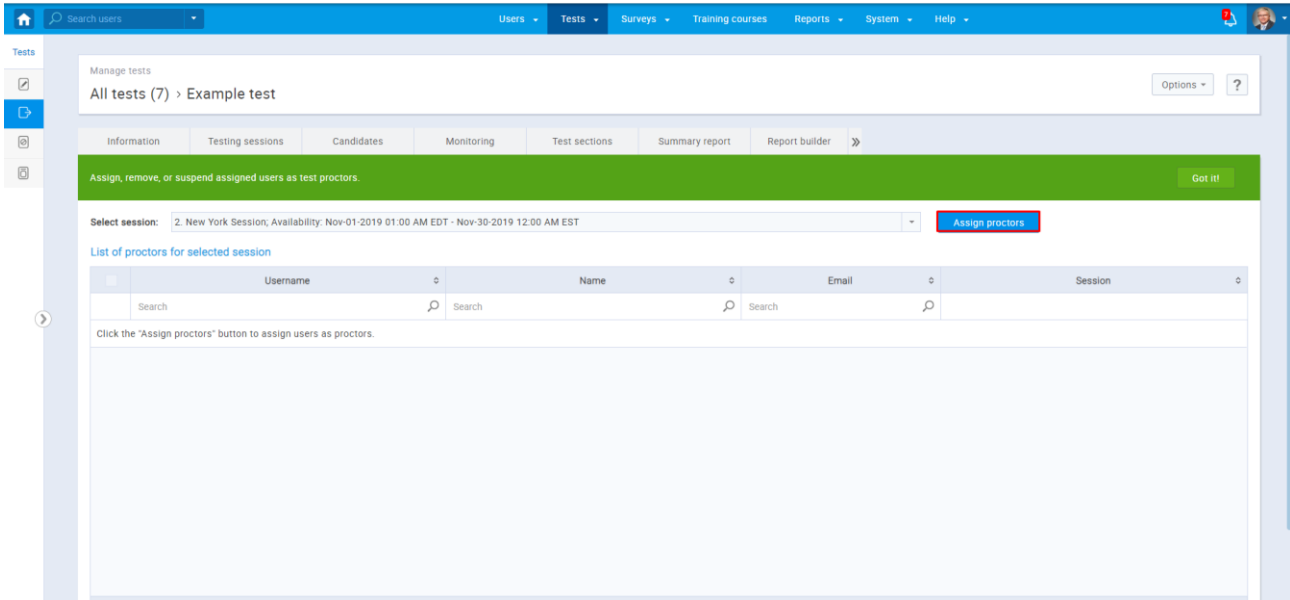 Search users Users Tests Surveys Training courses Reports System Help 7
Tests
Manage tests
All tests (7) > Example test
Options ?
Information Testing sessions Candidates Monitoring Test sections Summary report Report builder »
Assign, remove, or suspend assigned users as test proctors. Got it!
Select session: 2. New York Session; Availability: Nov-01-2019 01:00 AM EDT - Nov-30-2019 12:00 AM EST Assign proctors
List of proctors for selected session
Username Name Email Session
Search Search Search
Click the "Assign proctors" button to assign users as proctors.